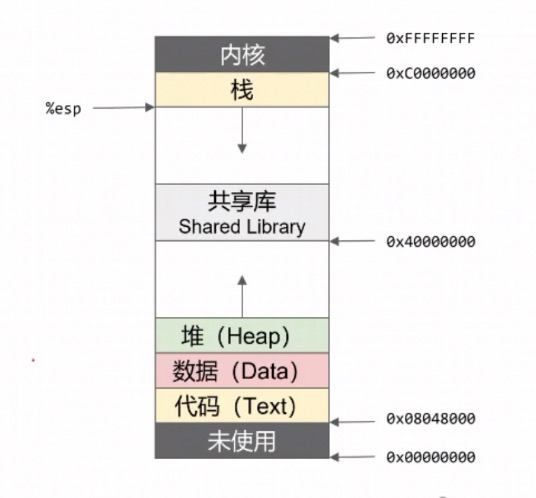 0xFFFFFFFF
内核
0xC0000000
栈
%esp
共享库
Shared Library
0x40000000
堆（Heap）
数据（Data）
代码（Text）
0x08048000
未使用
0x00000000